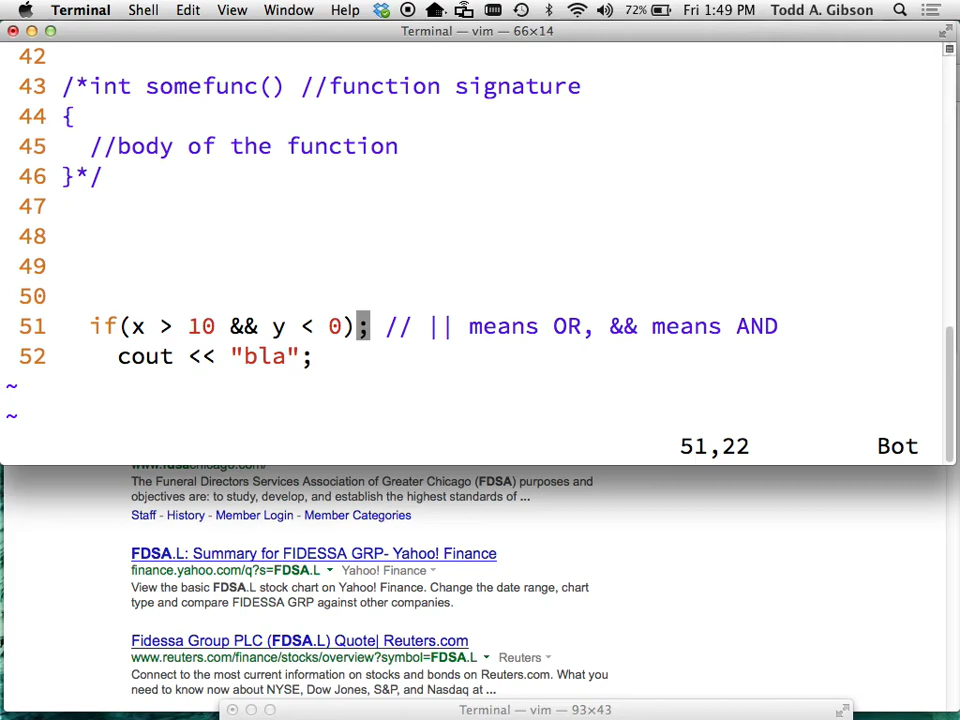 Terminal Shell Edit View Window Help 72% Fri 1:49 PM Todd A. Gibson
Terminal — vim — 66×14
42
43 /*int somefunc() //function signature
44 {
45 //body of the function
46 }*/
47
48
49
50
51 if(x > 10 && y < 0); // || means OR, && means AND
52 cout << "bla";
~
~
51,22 Bot
www.fdsachicago.com/
The Funeral Directors Services Association of Greater Chicago (FDSA) purposes and
objectives are: to study, develop, and establish the highest standards of ...
Staff - History - Member Login - Member Categories
FDSA.L: Summary for FIDESSA GRP- Yahoo! Finance
finance.yahoo.com/q?s=FDSA.L Yahoo! Finance
View the basic FDSA.L stock chart on Yahoo! Finance. Change the date range, chart
type and compare FIDESSA GRP against other companies.
Fidessa Group PLC (FDSA.L) Quote| Reuters.com
www.reuters.com/finance/stocks/overview?symbol=FDSA.L Reuters
Connect to the most current information on stocks and bonds on Reuters.com. Now you
need to know now about NYSE, Dow Jones, S&P, and Nasdaq at ...
Terminal — vim — 93×43